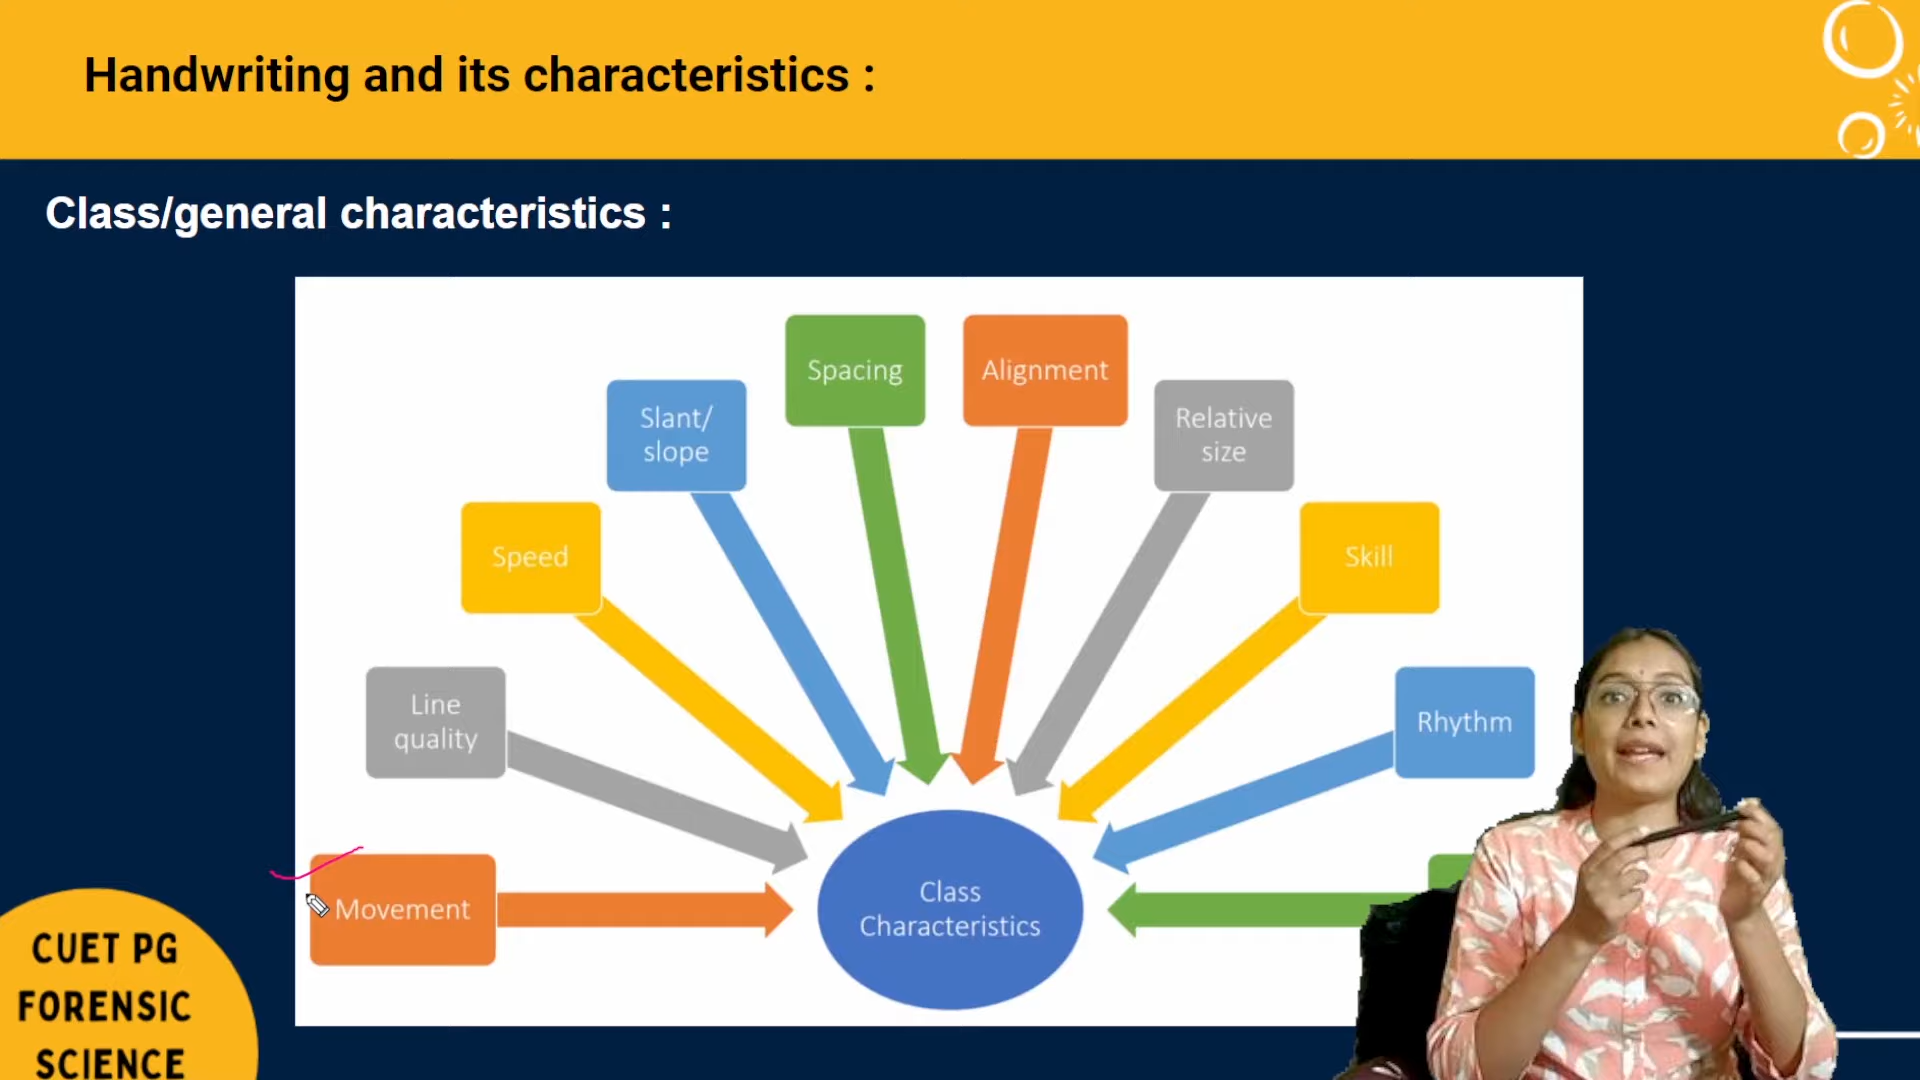 Handwriting and its characteristics :
Class/general characteristics :
Spacing
Alignment
Slant/
slope
Relative
size
Speed
Skill
Line
quality
Rhythm
Movement
Class
Characteristics
CUET PG
FORENSIC
SCIENCE